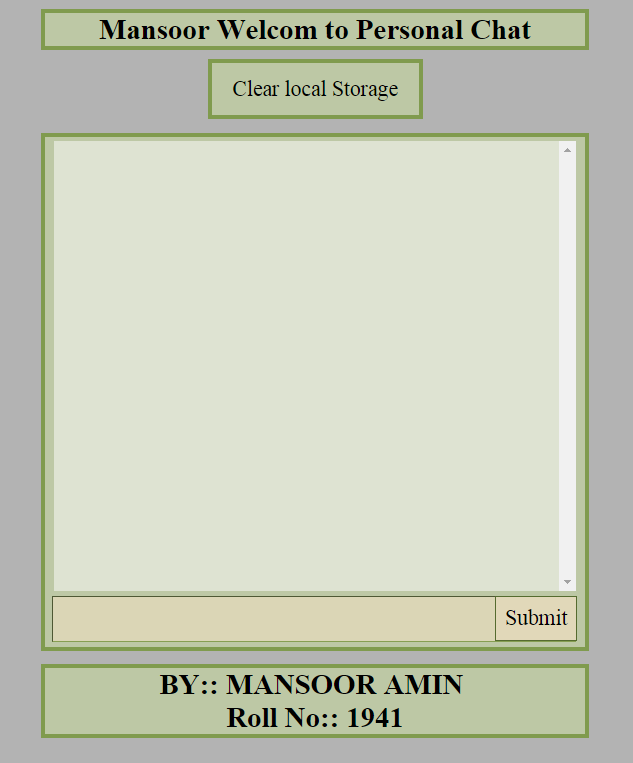 Mansoor Welcom to Personal Chat
Clear local Storage
Submit
BY:: MANSOOR AMIN
Roll No:: 1941